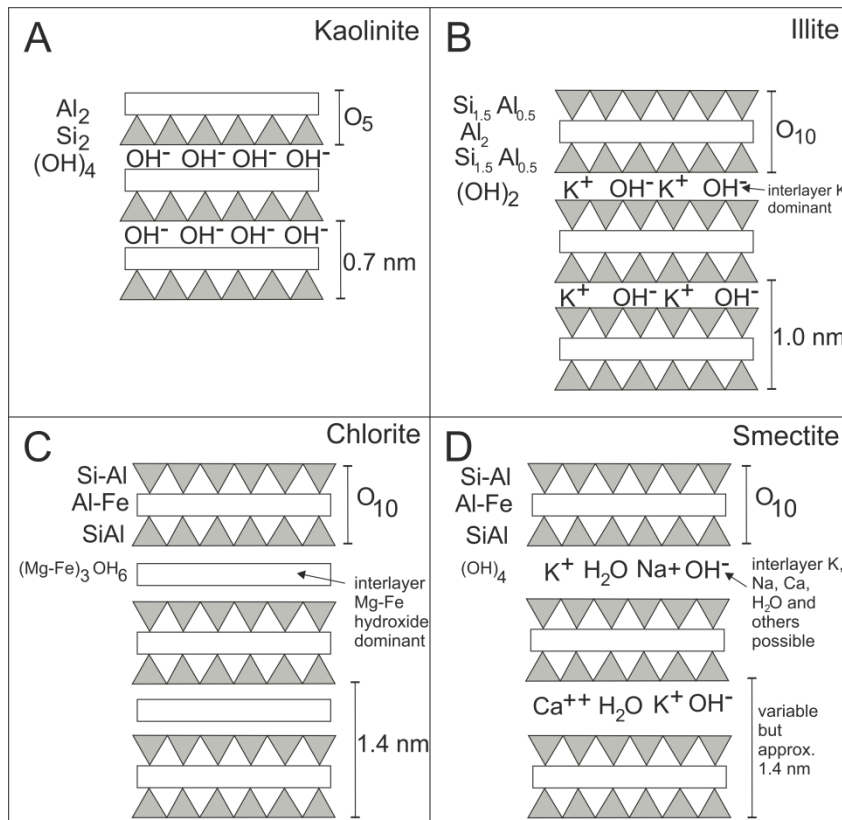 A
Kaolinite
Al₂
Si₂
(OH)₄
O₅
OH⁻ OH⁻ OH⁻ OH⁻
OH⁻ OH⁻ OH⁻ OH⁻
0.7 nm
B
Illite
Si₁.₅ Al₀.₅
Al₂
Si₁.₅ Al₀.₅
(OH)₂
O₁₀
K⁺ OH⁻ K⁺ OH⁻
interlayer K
dominant
K⁺ OH⁻ K⁺ OH⁻
1.0 nm
C
Chlorite
Si-Al
Al-Fe
SiAl
O₁₀
(Mg-Fe)₃ OH₆
interlayer
Mg-Fe
hydroxide
dominant
1.4 nm
D
Smectite
Si-Al
Al-Fe
SiAl
O₁₀
(OH)₄
K⁺ H₂O Na+ OH⁻
interlayer K,
Na, Ca,
H₂O and
others
possible
Ca⁺⁺ H₂O K⁺ OH⁻
variable
but
approx.
1.4 nm